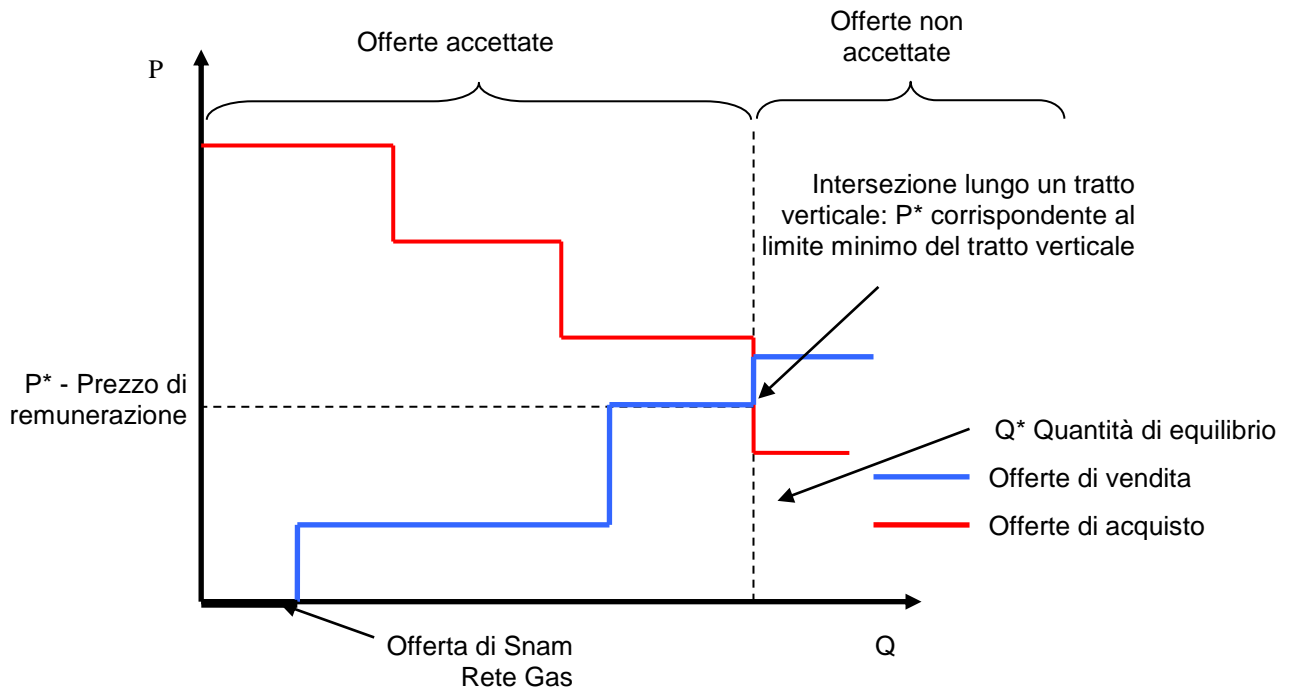 Offerte accettate
Offerte non
accettate
P
Intersezione lungo un tratto
verticale: P* corrispondente al
limite minimo del tratto verticale
P* - Prezzo di
remunerazione
Q* Quantità di equilibrio
Offerte di vendita
Offerte di acquisto
Offerta di Snam
Rete Gas
Q